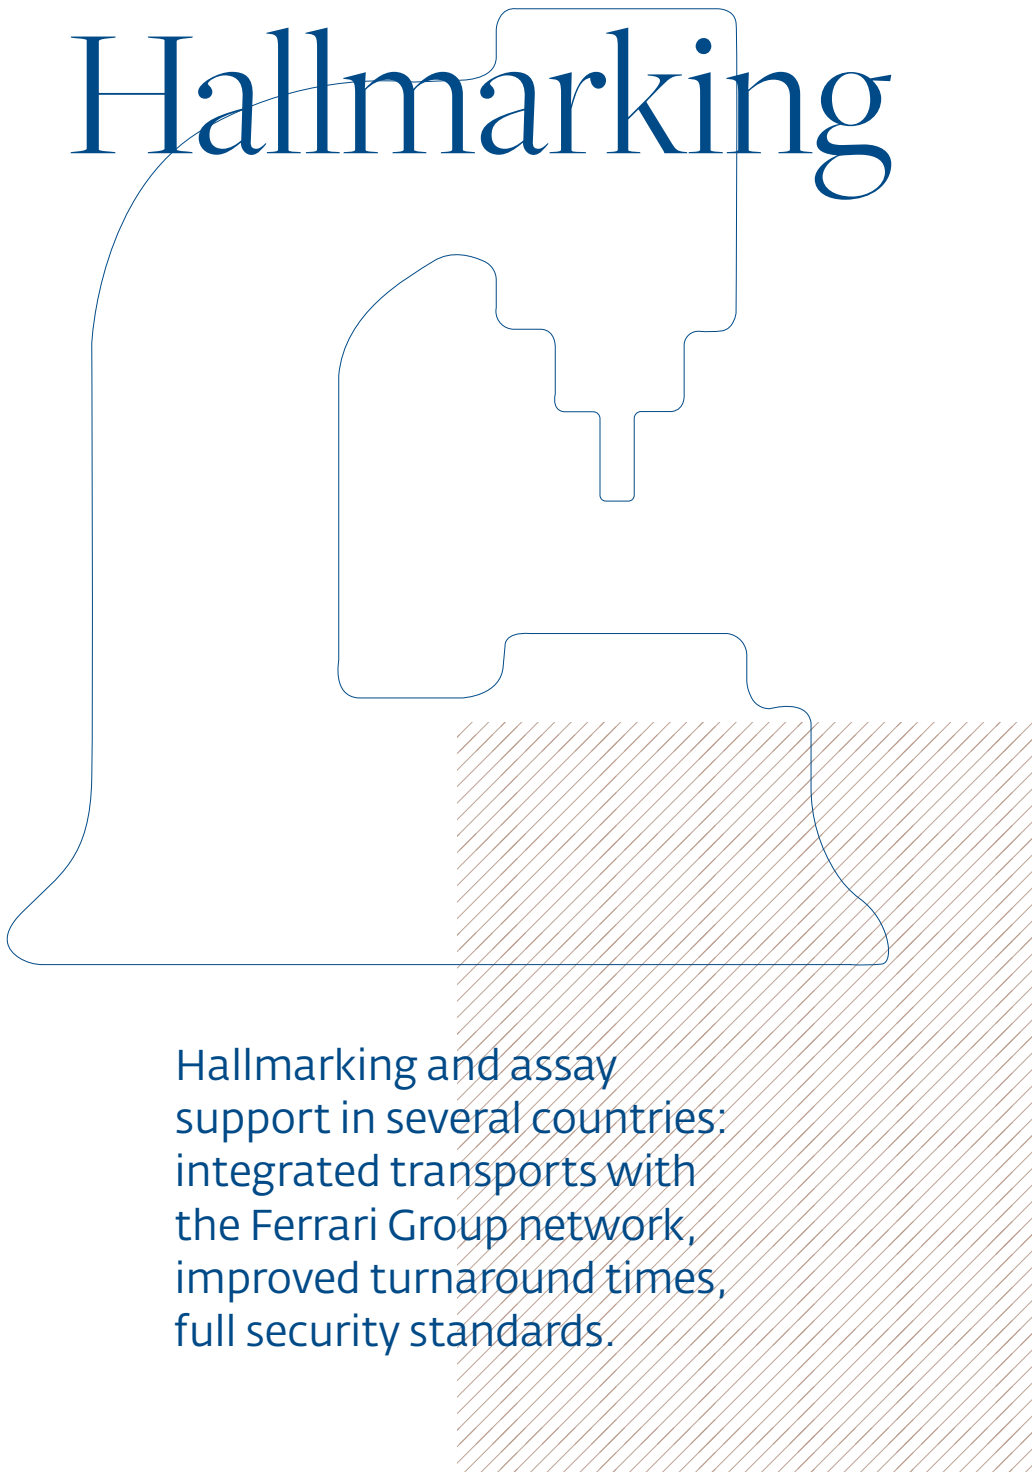 Hallmarking
Hallmarking and assay
support in several countries:
integrated transports with
the Ferrari Group network,
improved turnaround times,
full security standards.